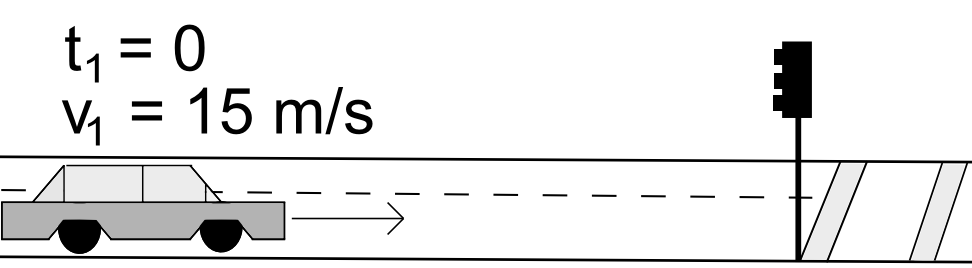 t₁ = 0
v₁ = 15 m/s